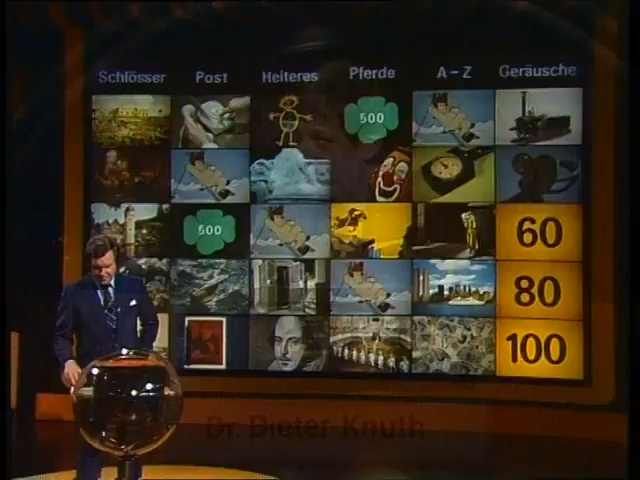 Schlösser Post Heiteres Pferde A-Z Geräusche
500
500 60
80
100
Dr. Dieter Knuth